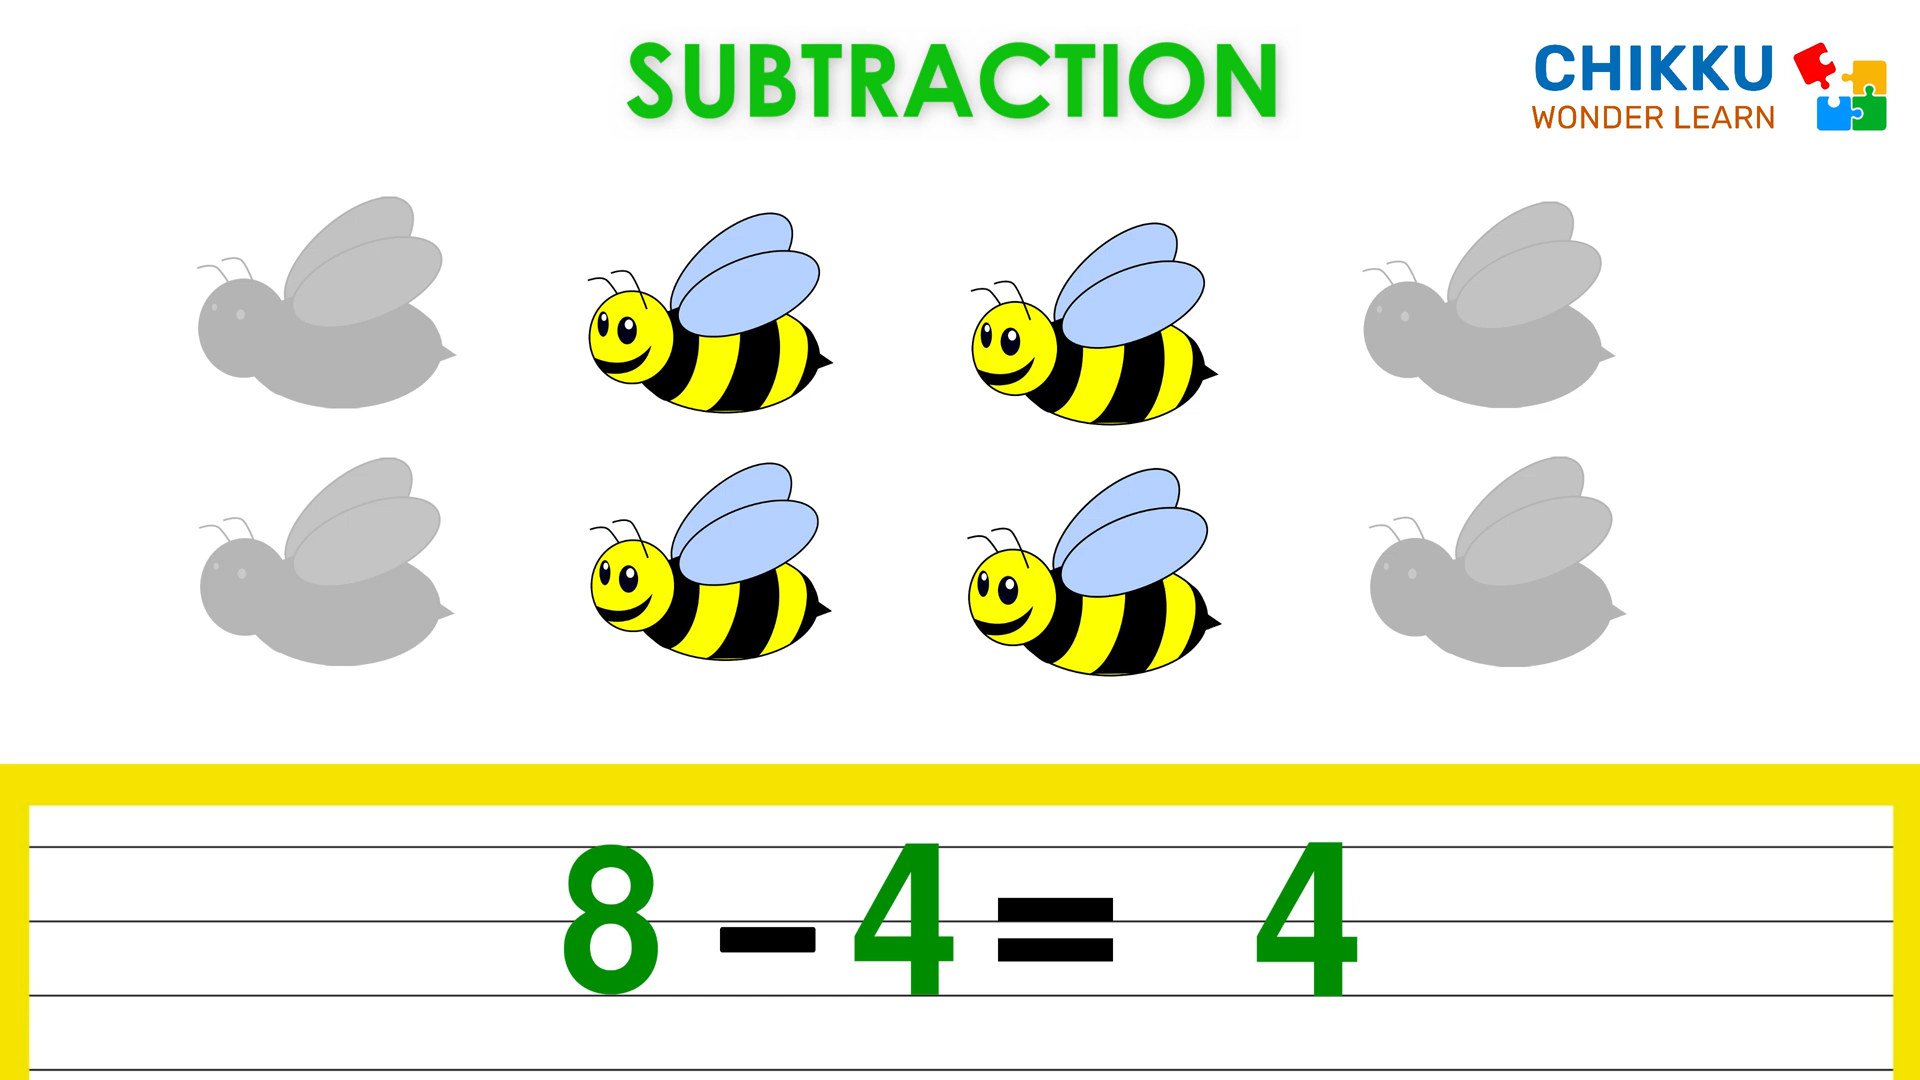 SUBTRACTION
CHIKKU
WONDER LEARN
8 - 4 = 4